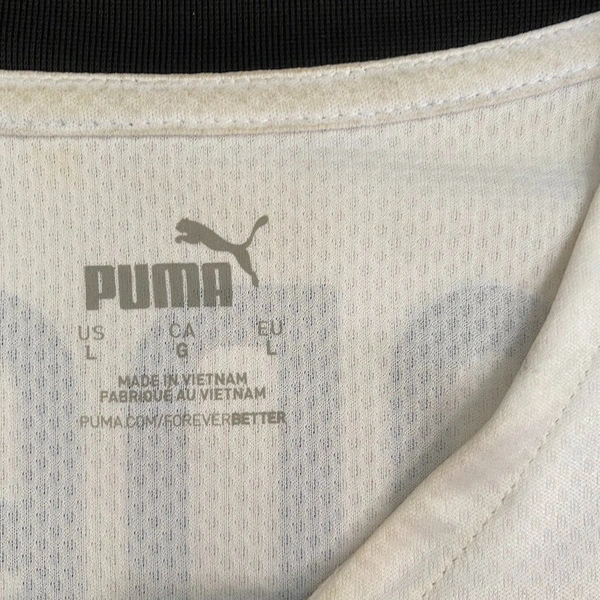 PUMA
US CA EU
L G L
MADE IN VIETNAM
FABRIQUÉ AU VIETNAM
PUMA.COM/FOREVERBETTER